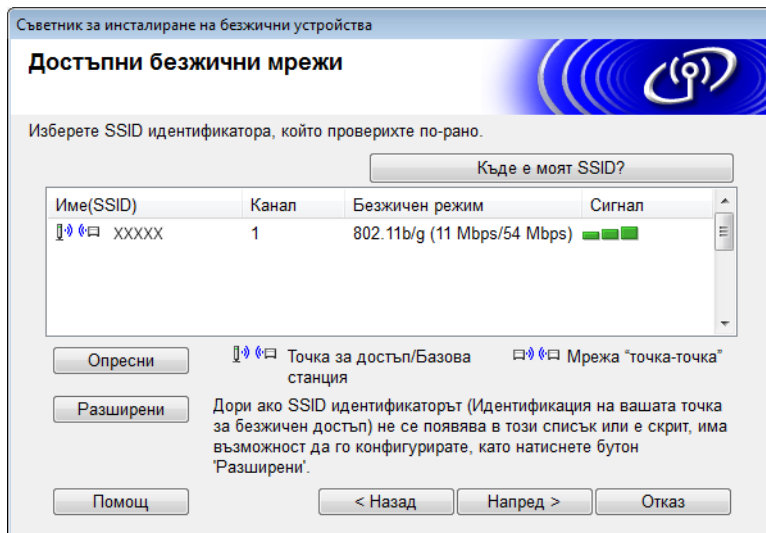 Съветник за инсталиране на безжични устройства
Достъпни безжични мрежи
Изберете SSID идентификатора, който проверихте по-рано.
Къде е моят SSID?
Име(SSID) Канал Безжичен режим Сигнал
XXXXX 1 802.11b/g (11 Mbps/54 Mbps)
Опресни
Точка за достъп/Базова
станция
Мрежа “точка-точка”
Разширени
Дори ако SSID идентификаторът (Идентификация на вашата точка
за безжичен достъп) не се появява в този списък или е скрит, има
възможност да го конфигурирате, като натиснете бутон
'Разширени'.
Помощ
< Назад
Напред >
Отказ